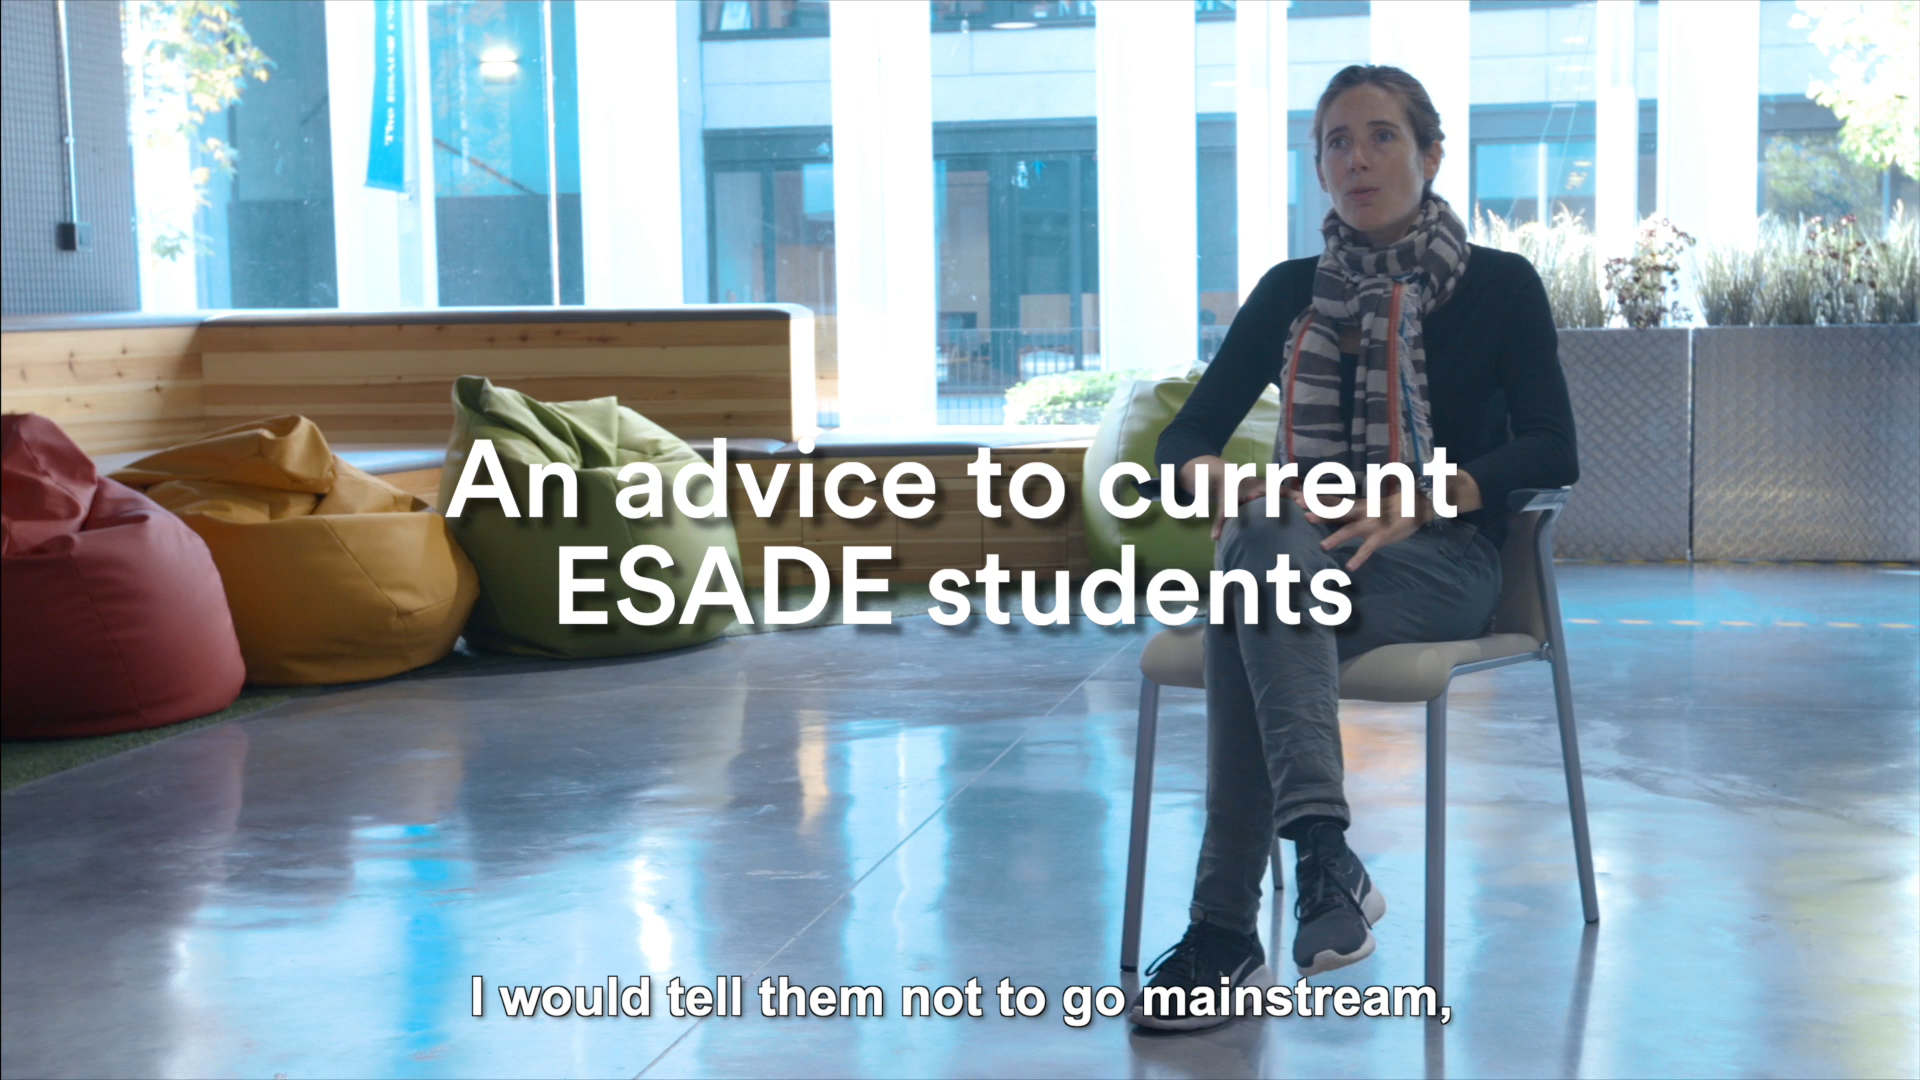 An advice to current
ESADE students
I would tell them not to go mainstream,